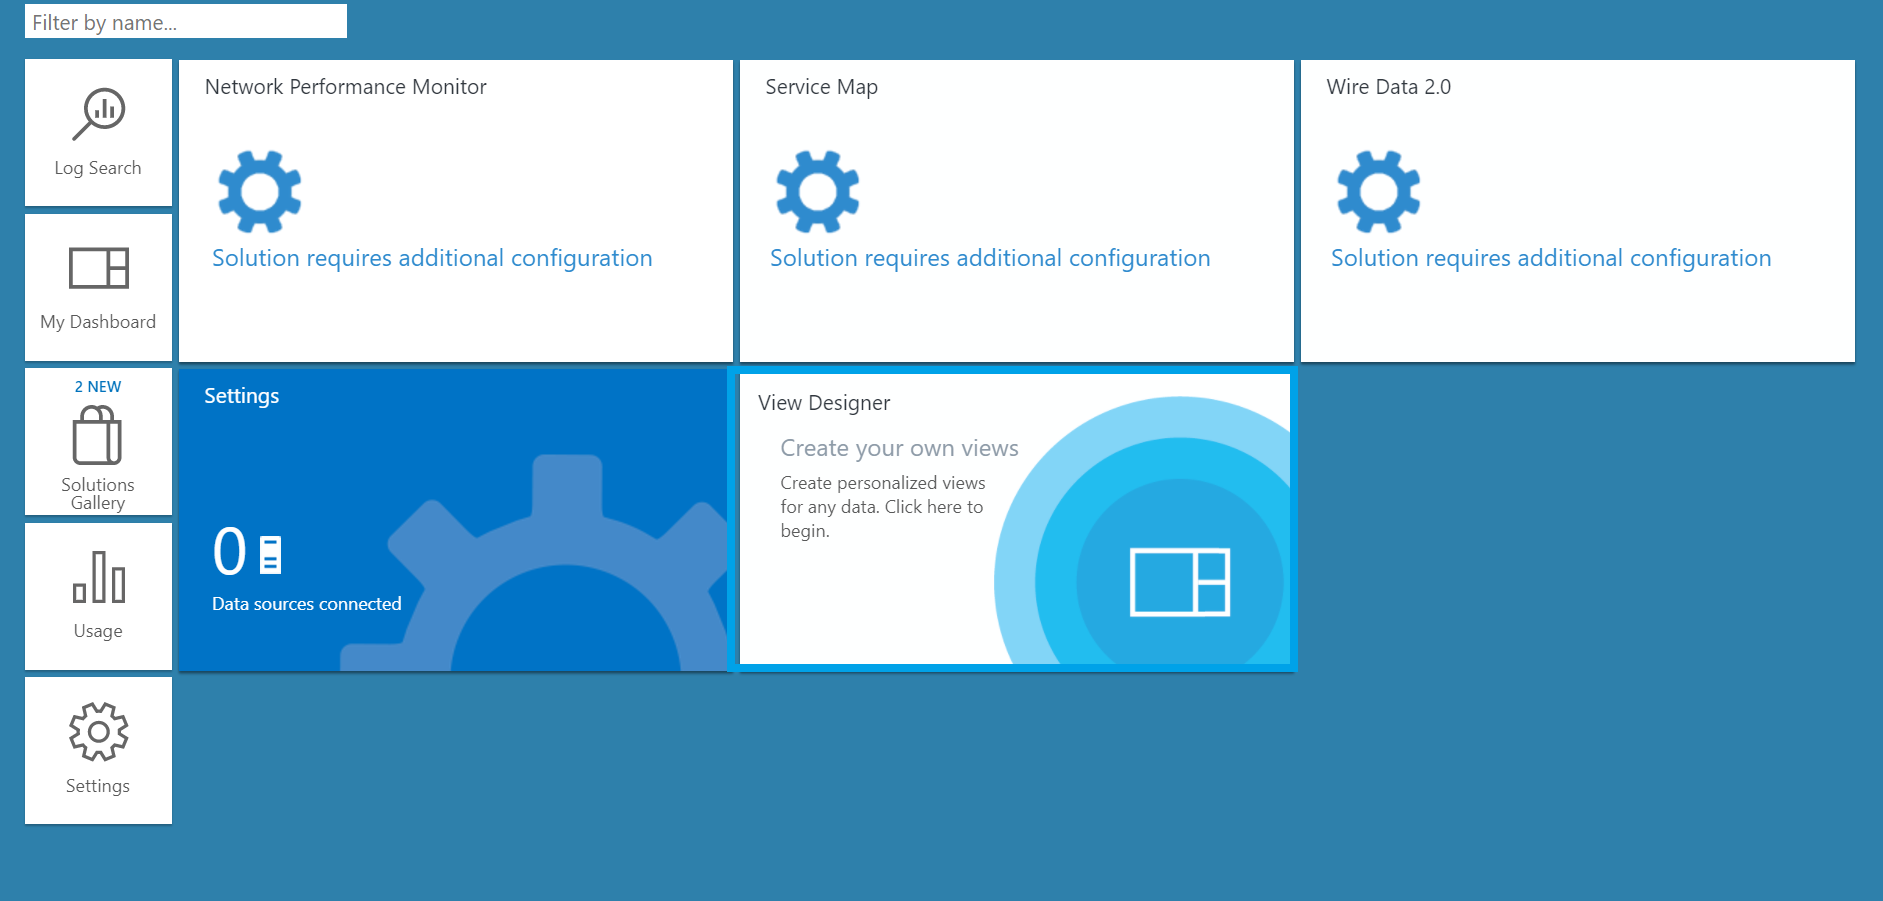 Filter by name...
Log Search
My Dashboard
2 NEW
Solutions
Gallery
Usage
Settings
Network Performance Monitor
Solution requires additional configuration
Service Map
Solution requires additional configuration
Wire Data 2.0
Solution requires additional configuration
Settings
0
Data sources connected
View Designer
Create your own views
Create personalized views
for any data. Click here to
begin.